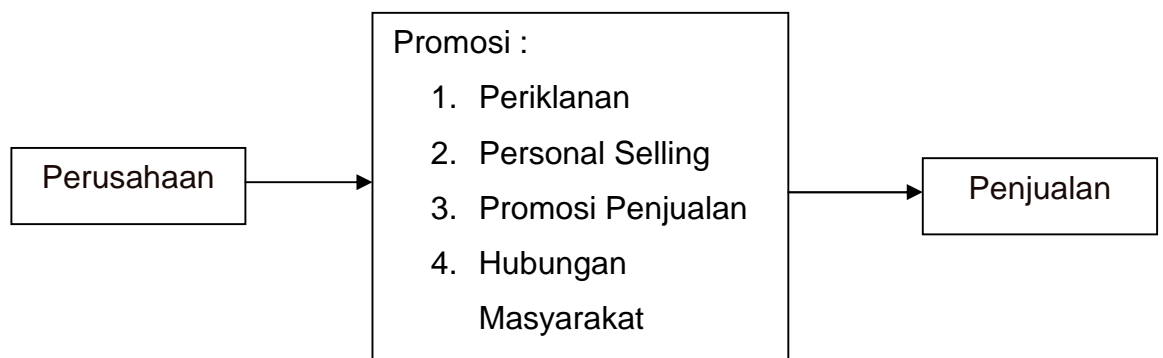 Perusahaan
Promosi :
1. Periklanan
2. Personal Selling
3. Promosi Penjualan
4. Hubungan
Masyarakat
Penjualan